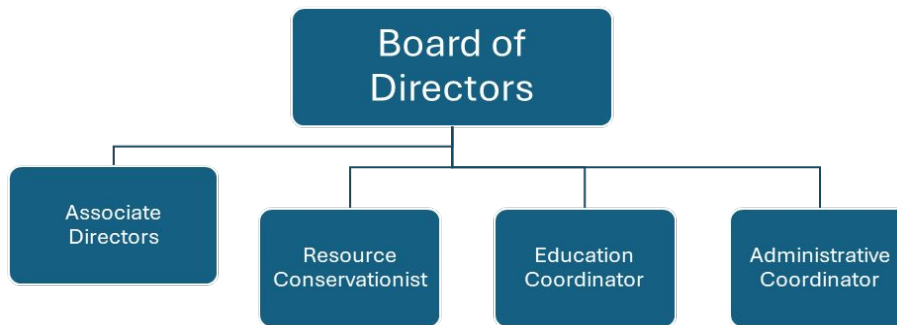 Board of
Directors
Associate
Directors
Resource
Conservationist
Education
Coordinator
Administrative
Coordinator